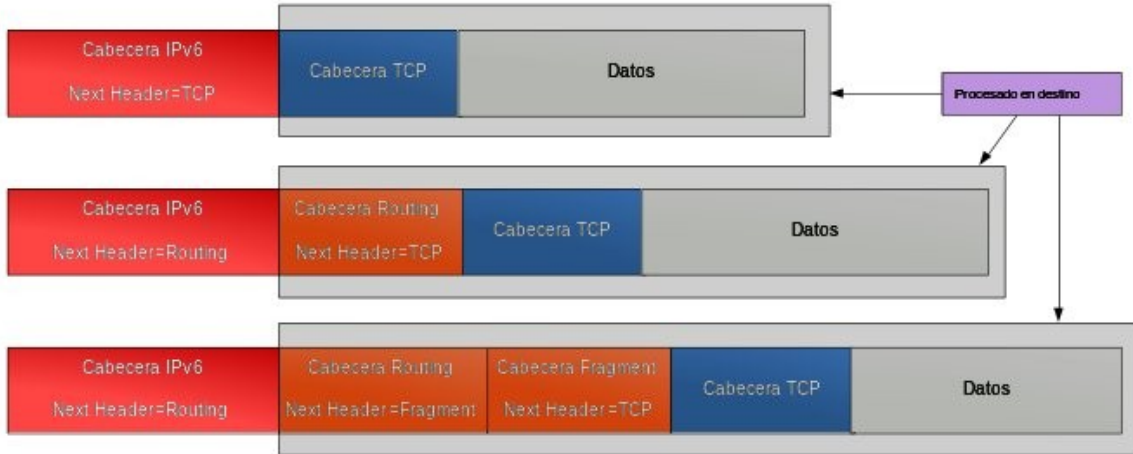 Cabecera IPv6
Next Header=TCP
Cabecera TCP
Datos
Procesado en destino
Cabecera IPv6
Next Header=Routing
Cabecera Routing
Next Header=TCP
Cabecera TCP
Datos
Cabecera IPv6
Next Header=Routing
Cabecera Routing
Next Header=Fragment
Cabecera Fragment
Next Header=TCP
Cabecera TCP
Datos